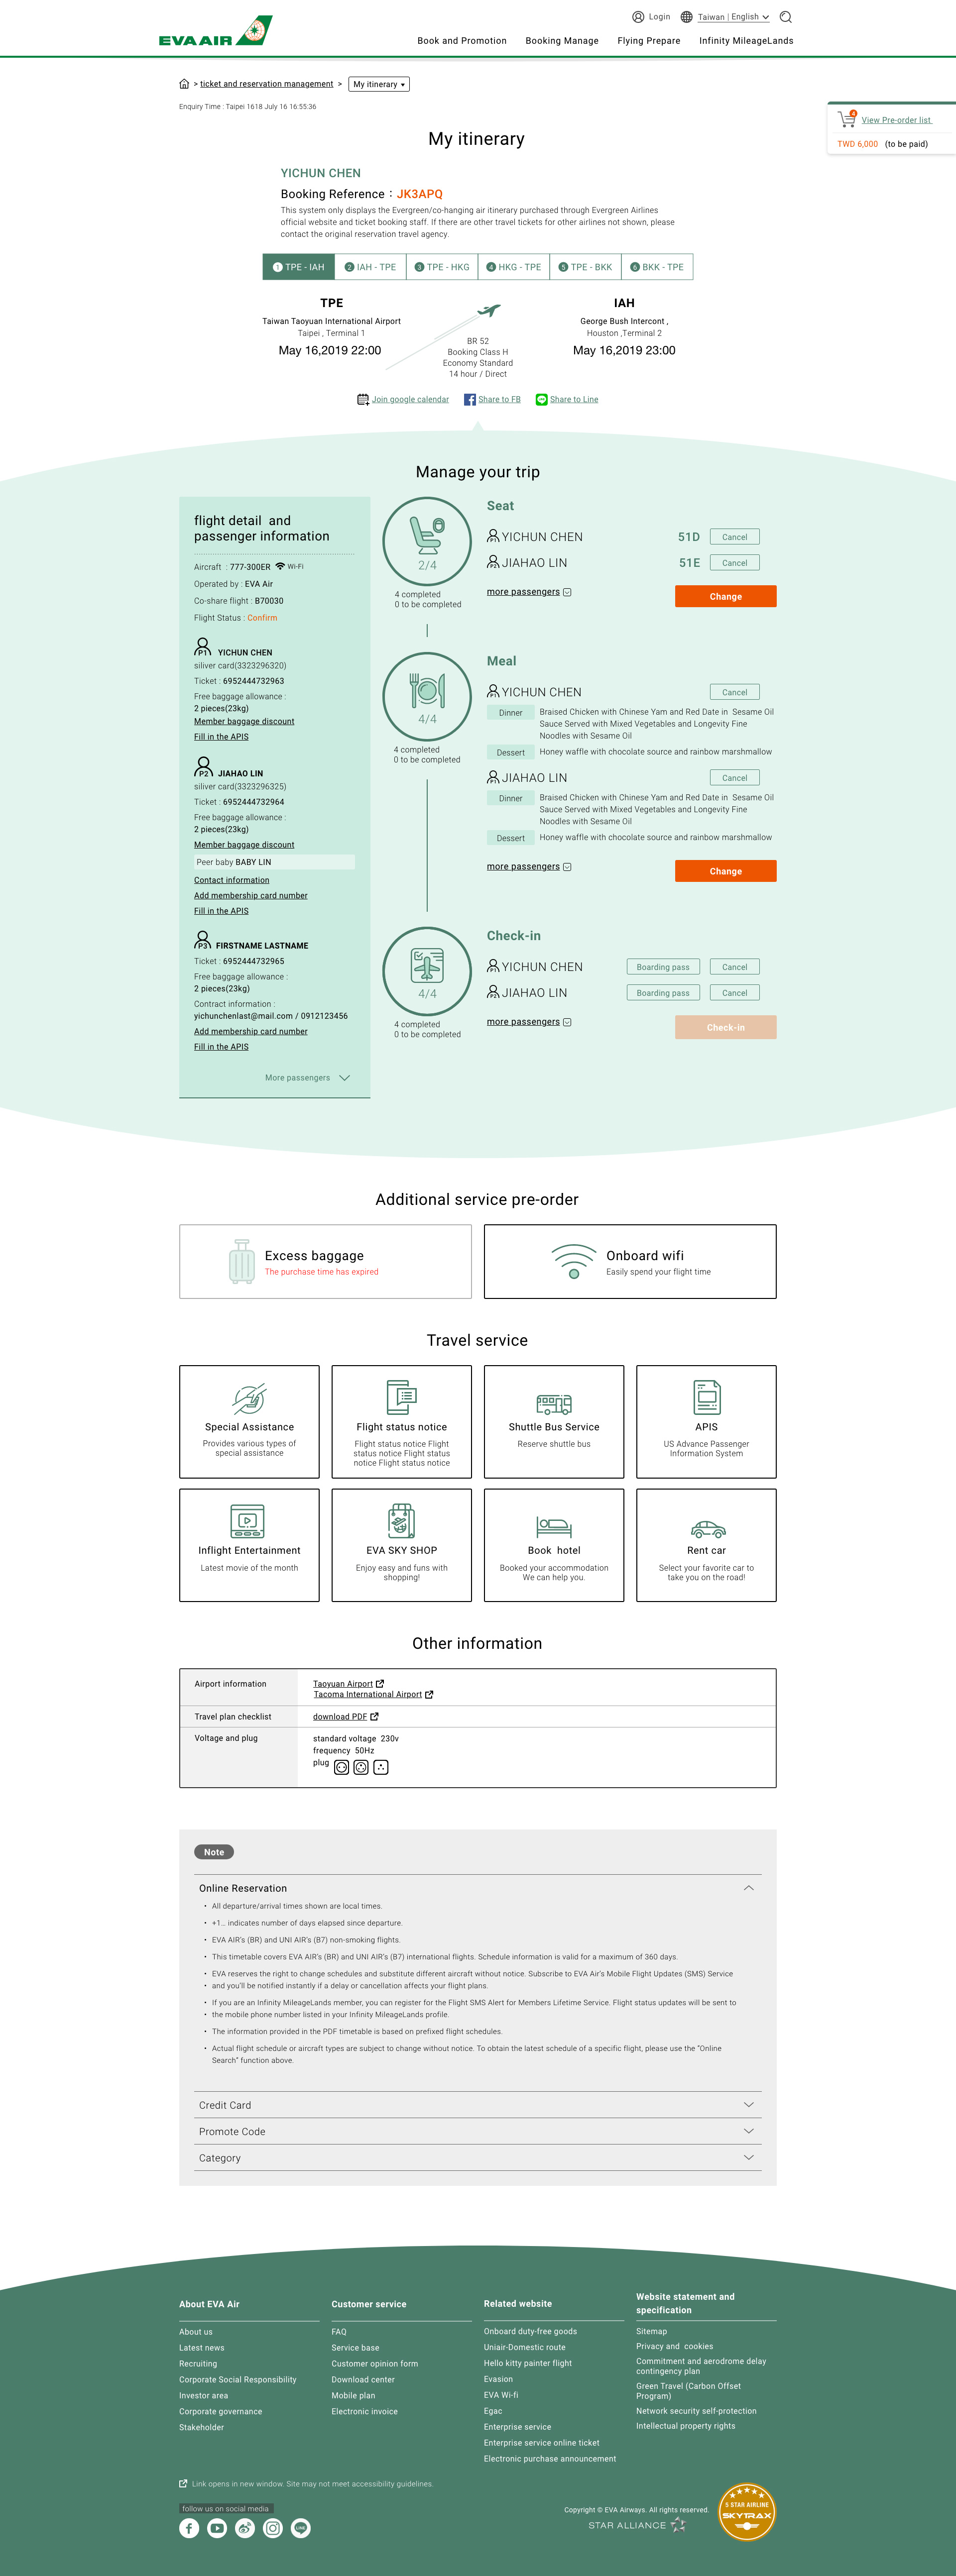 EVA AIR
Login
Taiwan | English
Book and Promotion
Booking Manage
Flying Prepare
Infinity MileageLands
> ticket and reservation management >
My itinerary
Enquiry Time : Taipei 1618 July 16 16:55:36
4
View Pre-order list
TWD 6,000 (to be paid)
My itinerary
YICHUN CHEN
Booking Reference：JK3APQ
This system only displays the Evergreen/co-hanging air itinerary purchased through Evergreen Airlines
official website and ticket booking staff. If there are other travel tickets for other airlines not shown, please
contact the original reservation travel agency.
1 TPE - IAH
2 IAH - TPE
3 TPE - HKG
4 HKG - TPE
5 TPE - BKK
6 BKK - TPE
TPE
Taiwan Taoyuan International Airport
Taipei , Terminal 1
May 16,2019 22:00
BR 52
Booking Class H
Economy Standard
14 hour / Direct
IAH
George Bush Intercont ,
Houston ,Terminal 2
May 16,2019 23:00
Join google calendar
Share to FB
Share to Line
Manage your trip
flight detail and
passenger information
Aircraft : 777-300ER Wi-Fi
Operated by : EVA Air
Co-share flight : B70030
Flight Status : Confirm
P1 YICHUN CHEN
siliver card(3323296320)
Ticket : 6952444732963
Free baggage allowance :
2 pieces(23kg)
Member baggage discount
Fill in the APIS
P2 JIAHAO LIN
siliver card(3323296325)
Ticket : 6952444732964
Free baggage allowance :
2 pieces(23kg)
Member baggage discount
Peer baby BABY LIN
Contact information
Add membership card number
Fill in the APIS
P3 FIRSTNAME LASTNAME
Ticket : 6952444732965
Free baggage allowance :
2 pieces(23kg)
Contract information :
yichunchenlast@mail.com / 0912123456
Add membership card number
Fill in the APIS
More passengers
2/4
4 completed
0 to be completed
Seat
YICHUN CHEN
51D
Cancel
JIAHAO LIN
51E
Cancel
more passengers
Change
4/4
4 completed
0 to be completed
Meal
YICHUN CHEN
Cancel
Dinner
Braised Chicken with Chinese Yam and Red Date in Sesame Oil
Sauce Served with Mixed Vegetables and Longevity Fine
Noodles with Sesame Oil
Dessert
Honey waffle with chocolate source and rainbow marshmallow
JIAHAO LIN
Cancel
Dinner
Braised Chicken with Chinese Yam and Red Date in Sesame Oil
Sauce Served with Mixed Vegetables and Longevity Fine
Noodles with Sesame Oil
Dessert
Honey waffle with chocolate source and rainbow marshmallow
more passengers
Change
4/4
4 completed
0 to be completed
Check-in
YICHUN CHEN
Boarding pass
Cancel
JIAHAO LIN
Boarding pass
Cancel
more passengers
Check-in
Additional service pre-order
Excess baggage
The purchase time has expired
Onboard wifi
Easily spend your flight time
Travel service
Special Assistance
Provides various types of
special assistance
Flight status notice
Flight status notice Flight
status notice Flight status
notice Flight status notice
Shuttle Bus Service
Reserve shuttle bus
APIS
US Advance Passenger
Information System
Inflight Entertainment
Latest movie of the month
EVA SKY SHOP
Enjoy easy and funs with
shopping!
Book hotel
Booked your accommodation
We can help you.
Rent car
Select your favorite car to
take you on the road!
Other information
Airport information
Taoyuan Airport
Tacoma International Airport
Travel plan checklist
download PDF
Voltage and plug
standard voltage 230v
frequency 50Hz
plug
Note
Online Reservation
• All departure/arrival times shown are local times.
• +1... indicates number of days elapsed since departure.
• EVA AIR's (BR) and UNI AIR's (B7) non-smoking flights.
• This timetable covers EVA AIR's (BR) and UNI AIR's (B7) international flights. Schedule information is valid for a maximum of 360 days.
• EVA reserves the right to change schedules and substitute different aircraft without notice. Subscribe to EVA Air's Mobile Flight Updates (SMS) Service
• and you'll be notified instantly if a delay or cancellation affects your flight plans.
• If you are an Infinity MileageLands member, you can register for the Flight SMS Alert for Members Lifetime Service. Flight status updates will be sent to
• the mobile phone number listed in your Infinity MileageLands profile.
• The information provided in the PDF timetable is based on prefixed flight schedules.
• Actual flight schedule or aircraft types are subject to change without notice. To obtain the latest schedule of a specific flight, please use the "Online
Search" function above.
Credit Card
Promote Code
Category
About EVA Air
About us
Latest news
Recruiting
Corporate Social Responsibility
Investor area
Corporate governance
Stakeholder
Customer service
FAQ
Service base
Customer opinion form
Download center
Mobile plan
Electronic invoice
Related website
Onboard duty-free goods
Uniair-Domestic route
Hello kitty painter flight
Evasion
EVA Wi-fi
Egac
Enterprise service
Enterprise service online ticket
Electronic purchase announcement
Website statement and
specification
Sitemap
Privacy and cookies
Commitment and aerodrome delay
contingency plan
Green Travel (Carbon Offset
Program)
Network security self-protection
Intellectual property rights
Link opens in new window. Site may not meet accessibility guidelines.
follow us on social media
LINE
Copyright © EVA Airways. All rights reserved.
STAR ALLIANCE
5 STAR AIRLINE
SKYTRAX